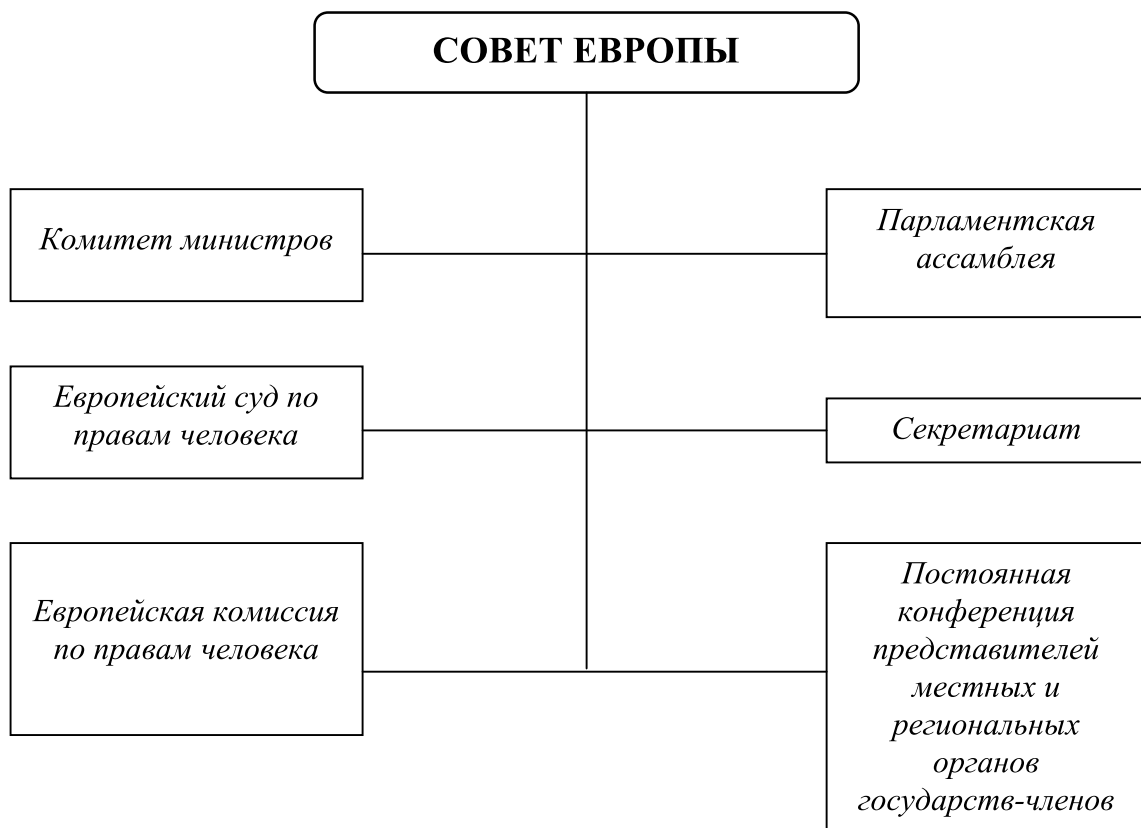 СОВЕТ ЕВРОПЫ
Комитет министров
Парламентская
ассамблея
Европейский суд по
правам человека
Секретариат
Европейская комиссия
по правам человека
Постоянная
конференция
представителей
местных и
региональных
органов
государств-членов